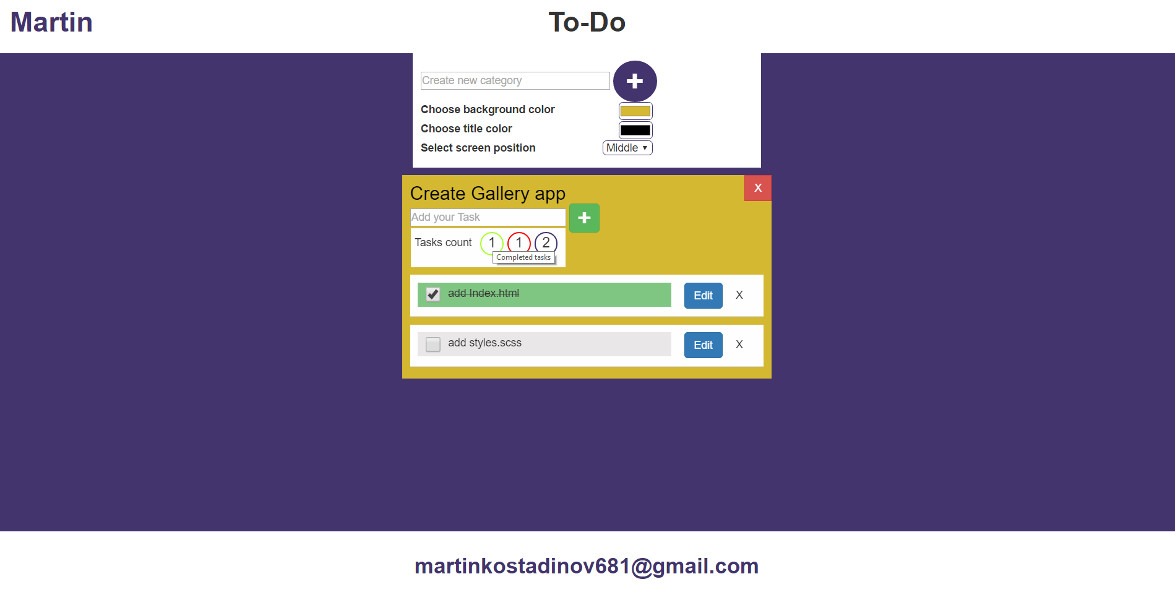 Martin To-Do
Create new category +
Choose background color
Choose title color
Select screen position Middle
Create Gallery app X
Add your Task +
Tasks count 1 1 2
Completed tasks
add Index.html Edit X
add styles.scss Edit X
martinkostadinov681@gmail.com